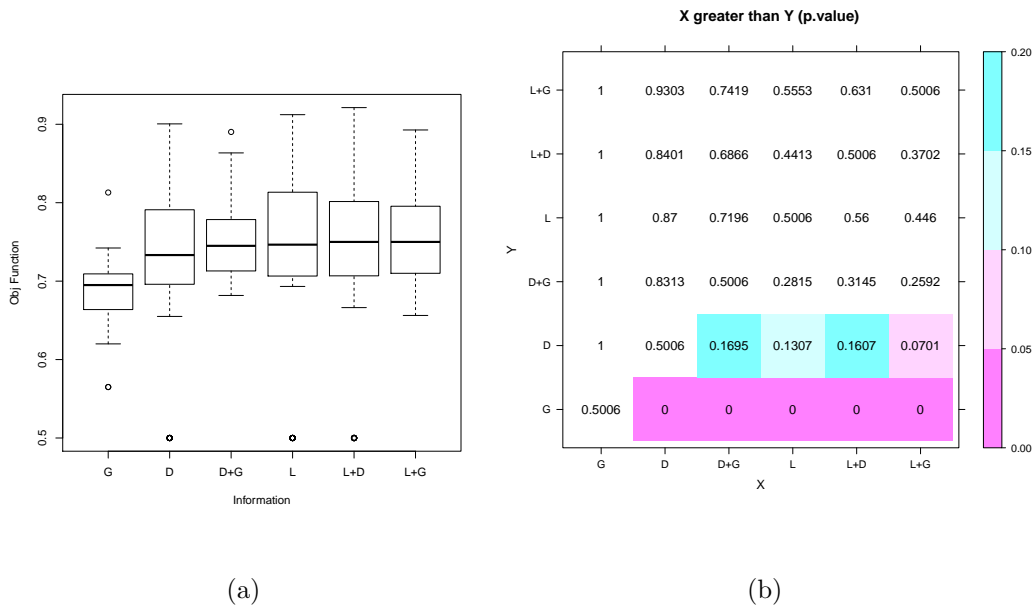 X greater than Y (p.value)
0.9
0.8
0.7
0.6
0.5
Obj Function
G D D+G L L+D L+G
Information
L+G 1 0.9303 0.7419 0.5553 0.631 0.5006
L+D 1 0.8401 0.6866 0.4413 0.5006 0.3702
L 1 0.87 0.7196 0.5006 0.56 0.446
D+G 1 0.8313 0.5006 0.2815 0.3145 0.2592
D 1 0.5006 0.1695 0.1307 0.1607 0.0701
G 0.5006 0 0 0 0 0
Y
G D D+G L L+D L+G
X
0.20
0.15
0.10
0.05
0.00
(a)
(b)